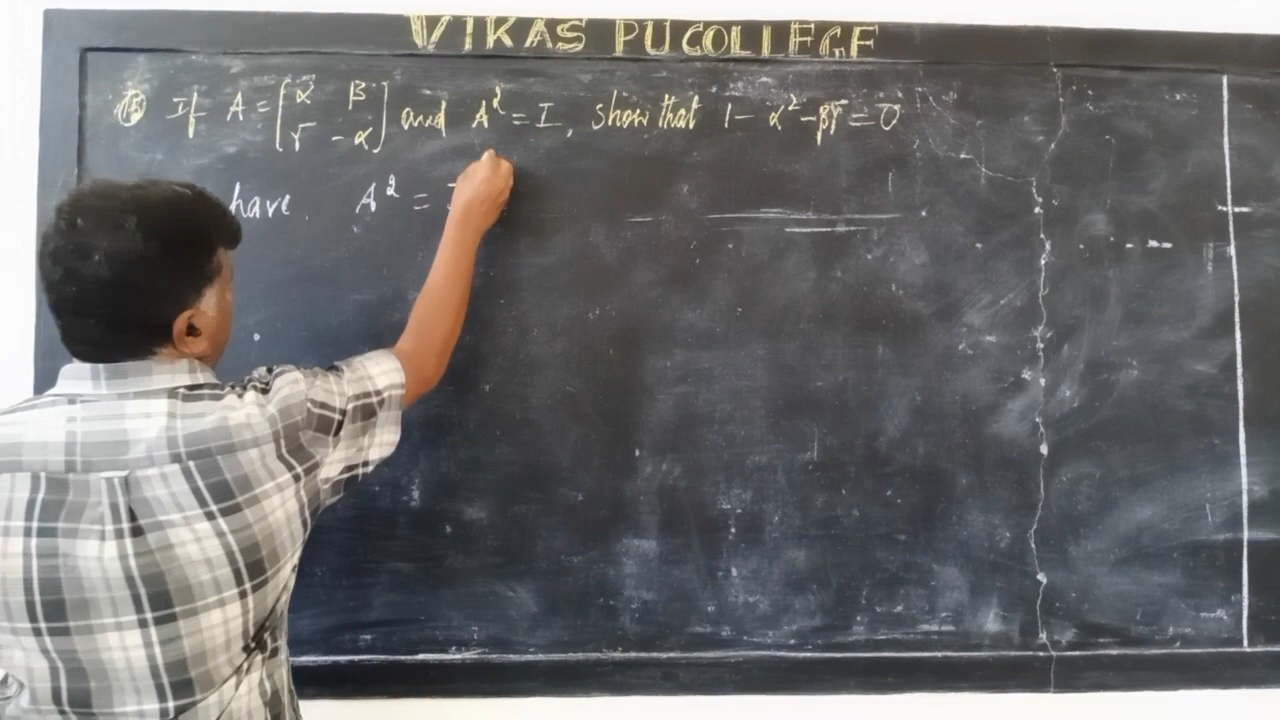 VIKAS PU COLLEGE
15 If A = [α β γ -α] and A² = I, show that 1 - α² - βγ = 0
have A² =